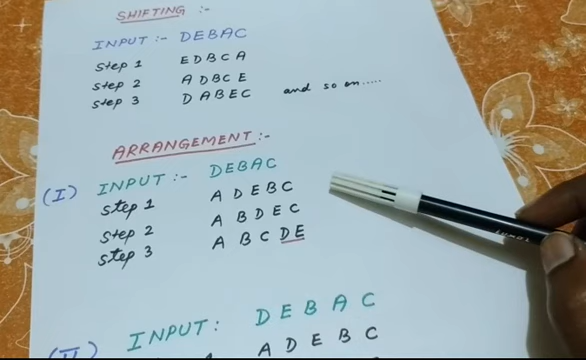 SHIFTING :-
INPUT :- DEBAC
Step 1 EDBCA
Step 2 ADBCE
Step 3 DABEC and so on.....
ARRANGEMENT :-
(I) INPUT :- DEBAC
Step 1 ADEBC
Step 2 ABDEC
Step 3 ABCDE
(II) INPUT : DEBAC
ADEBC